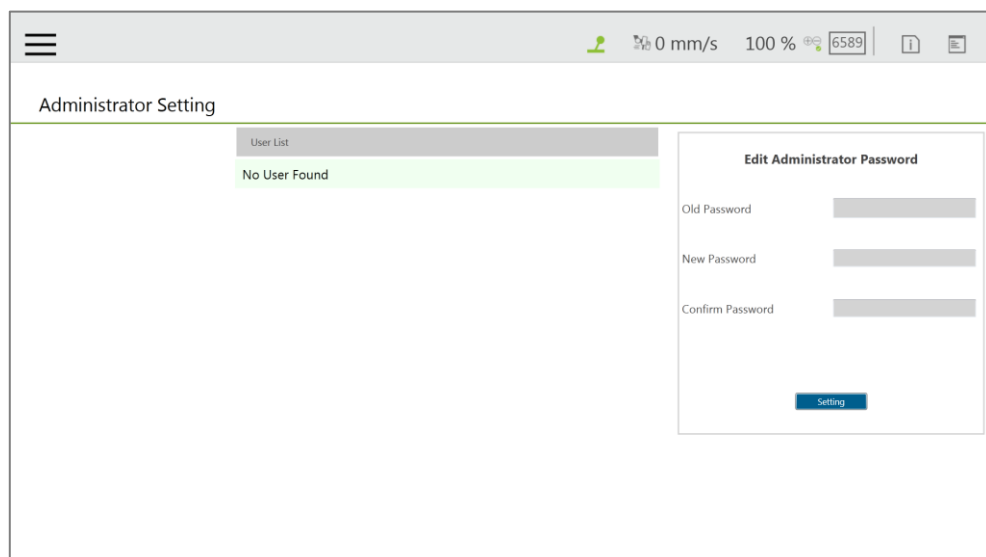 0 mm/s 100 % 6589
Administrator Setting
User List
No User Found
Edit Administrator Password
Old Password
New Password
Confirm Password
Setting